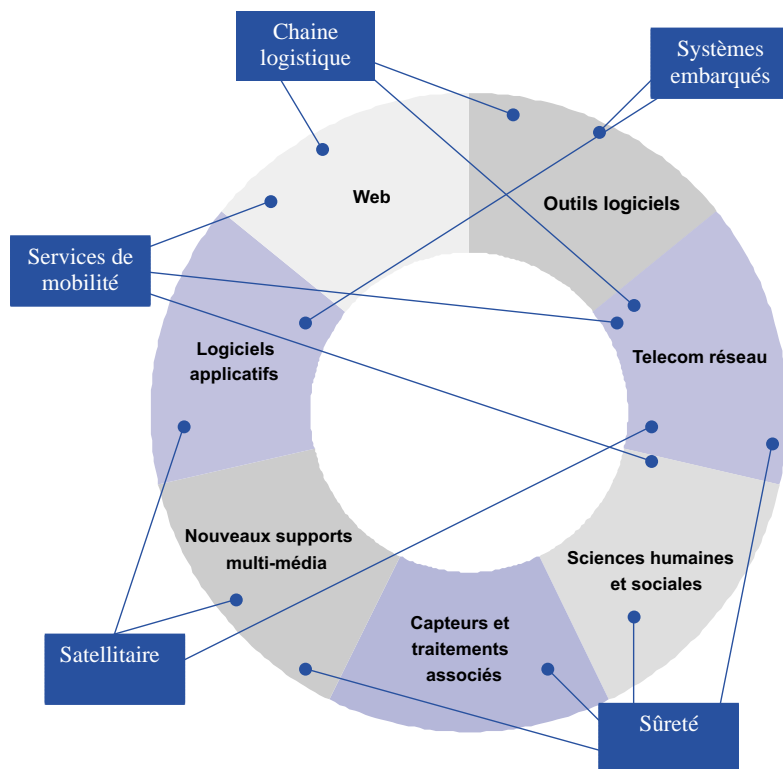 Chaine
logistique
Systèmes
embarqués
Web
Outils logiciels
Services de
mobilité
Logiciels
applicatifs
Telecom réseau
Nouveaux supports
multi-média
Sciences humaines
et sociales
Capteurs et
traitements
associés
Satellitaire
Sûreté